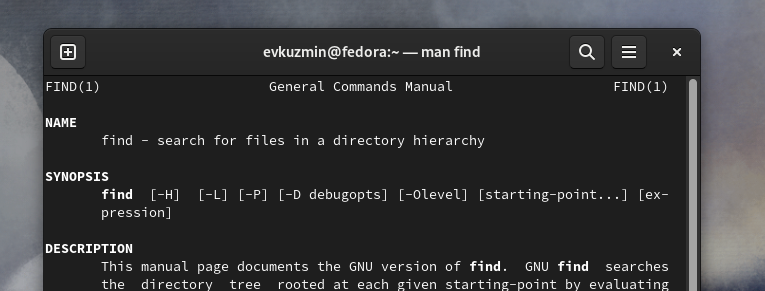 evkuzmin@fedora:~ — man find
FIND(1) General Commands Manual FIND(1)
NAME
find - search for files in a directory hierarchy
SYNOPSIS
find [-H] [-L] [-P] [-D debugopts] [-Olevel] [starting-point...] [ex-
pression]
DESCRIPTION
This manual page documents the GNU version of find. GNU find searches
the directory tree rooted at each given starting-point by evaluating